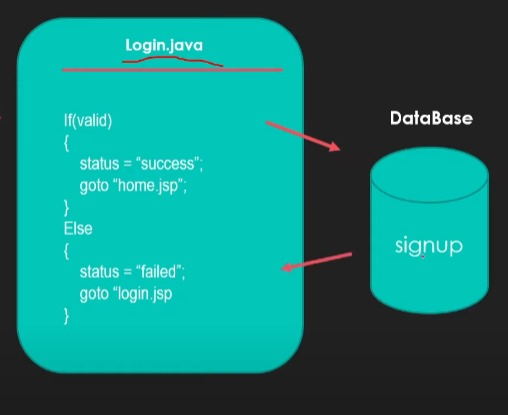 Login.java
If(valid)
{
status = “success”;
goto “home.jsp”;
}
Else
{
status = “failed”;
goto “login.jsp
}
DataBase
signup